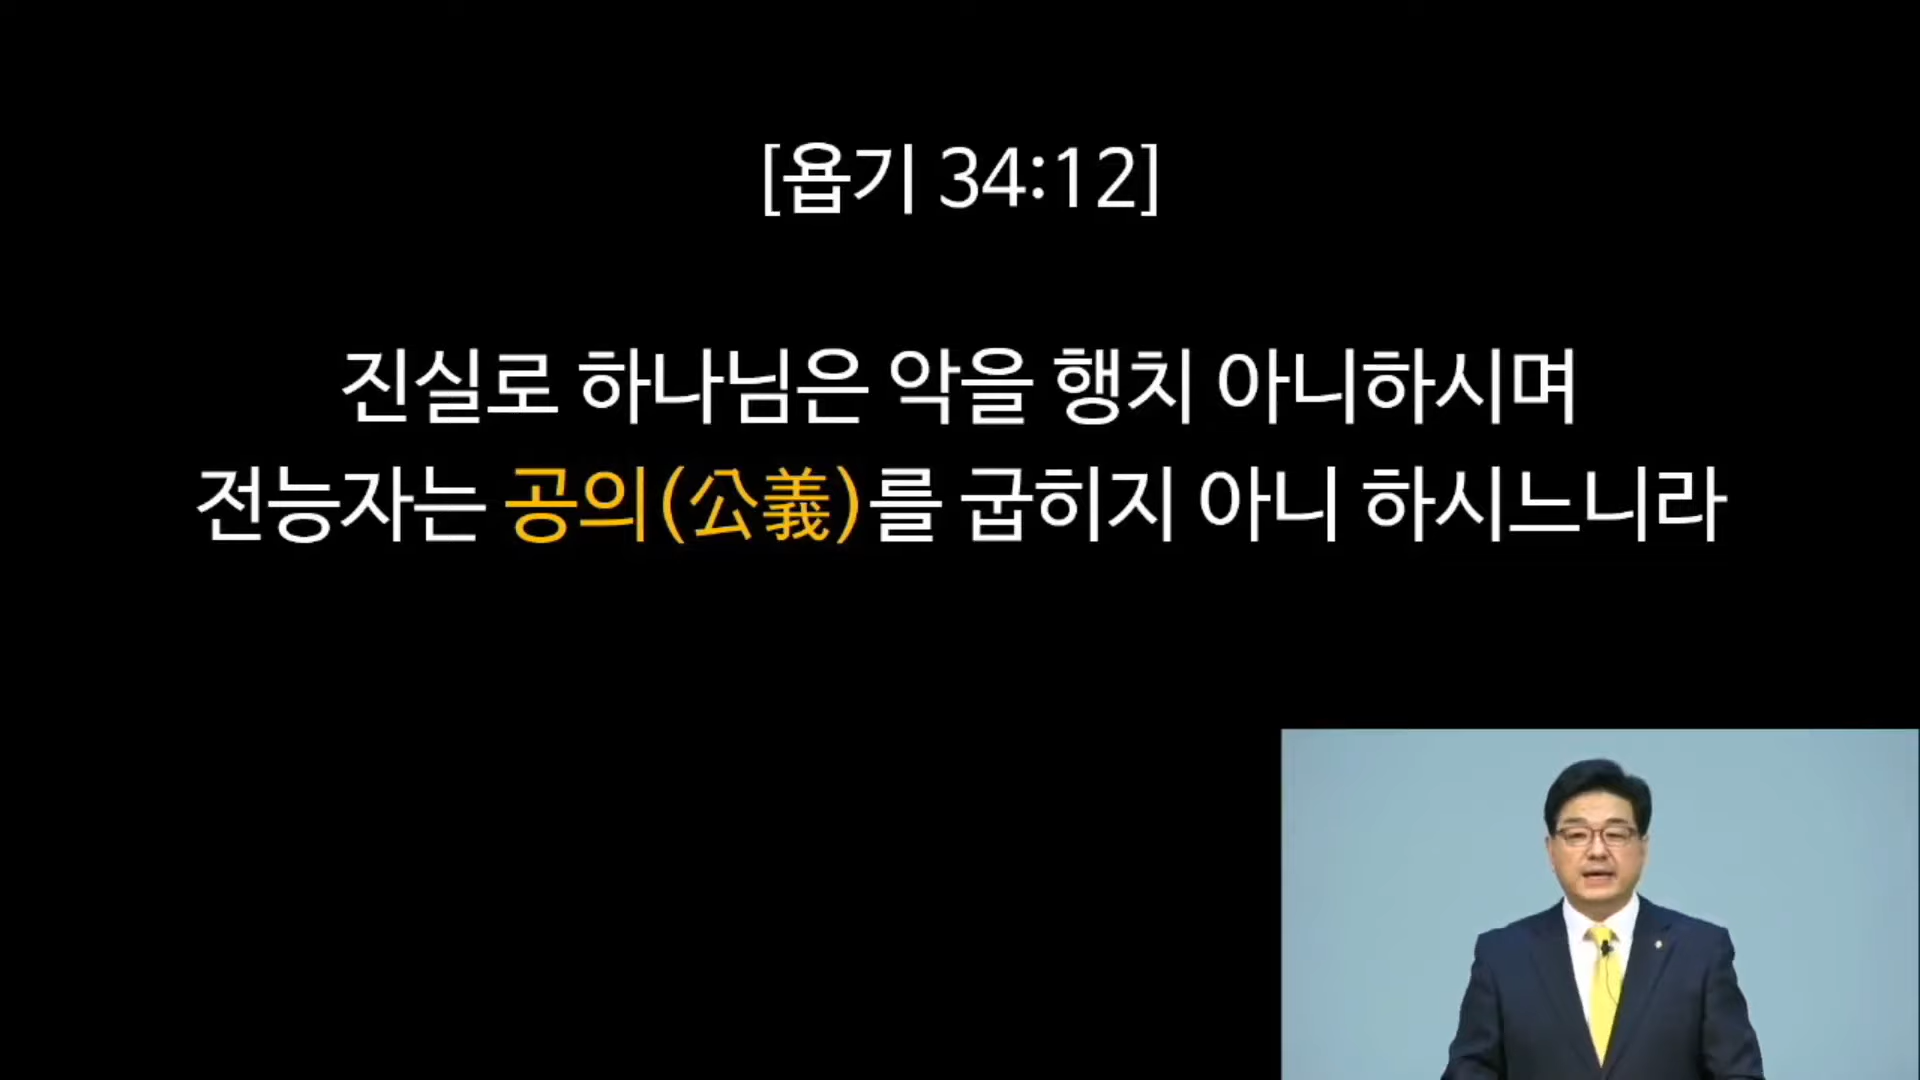 [욥기 34:12]
진실로 하나님은 악을 행치 아니하시며
전능자는 공의(公義)를 굽히지 아니 하시느니라